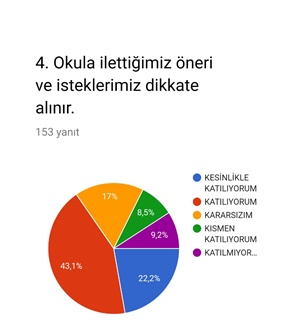 4. Okula ilettiğimiz öneri
ve isteklerimiz dikkate
alınır.
153 yanıt
KESİNLİKLE
KATILIYORUM
KATILIYORUM
KARARSIZIM
KISMEN
KATILIYORUM
KATILMIYOR...
17%
8,5%
9,2%
43,1%
22,2%